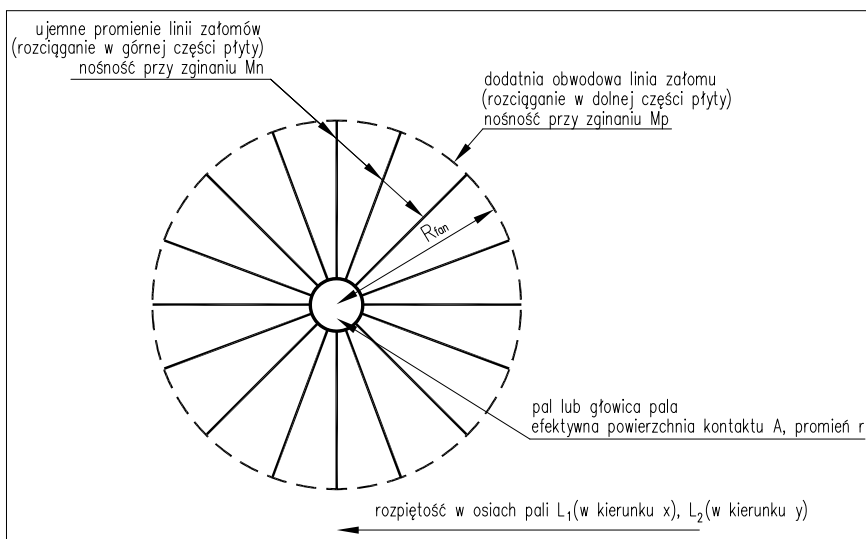 ujemne promienie linii załomów
(rozciąganie w górnej części płyty)
nośność przy zginaniu Mn
dodatnia obwodowa linia załomu
(rozciąganie w dolnej części płyty)
nośność przy zginaniu Mp
Rfan
pal lub głowica pala
efektywna powierzchnia kontaktu A, promień r
rozpiętość w osiach pali L₁(w kierunku x), L₂(w kierunku y)